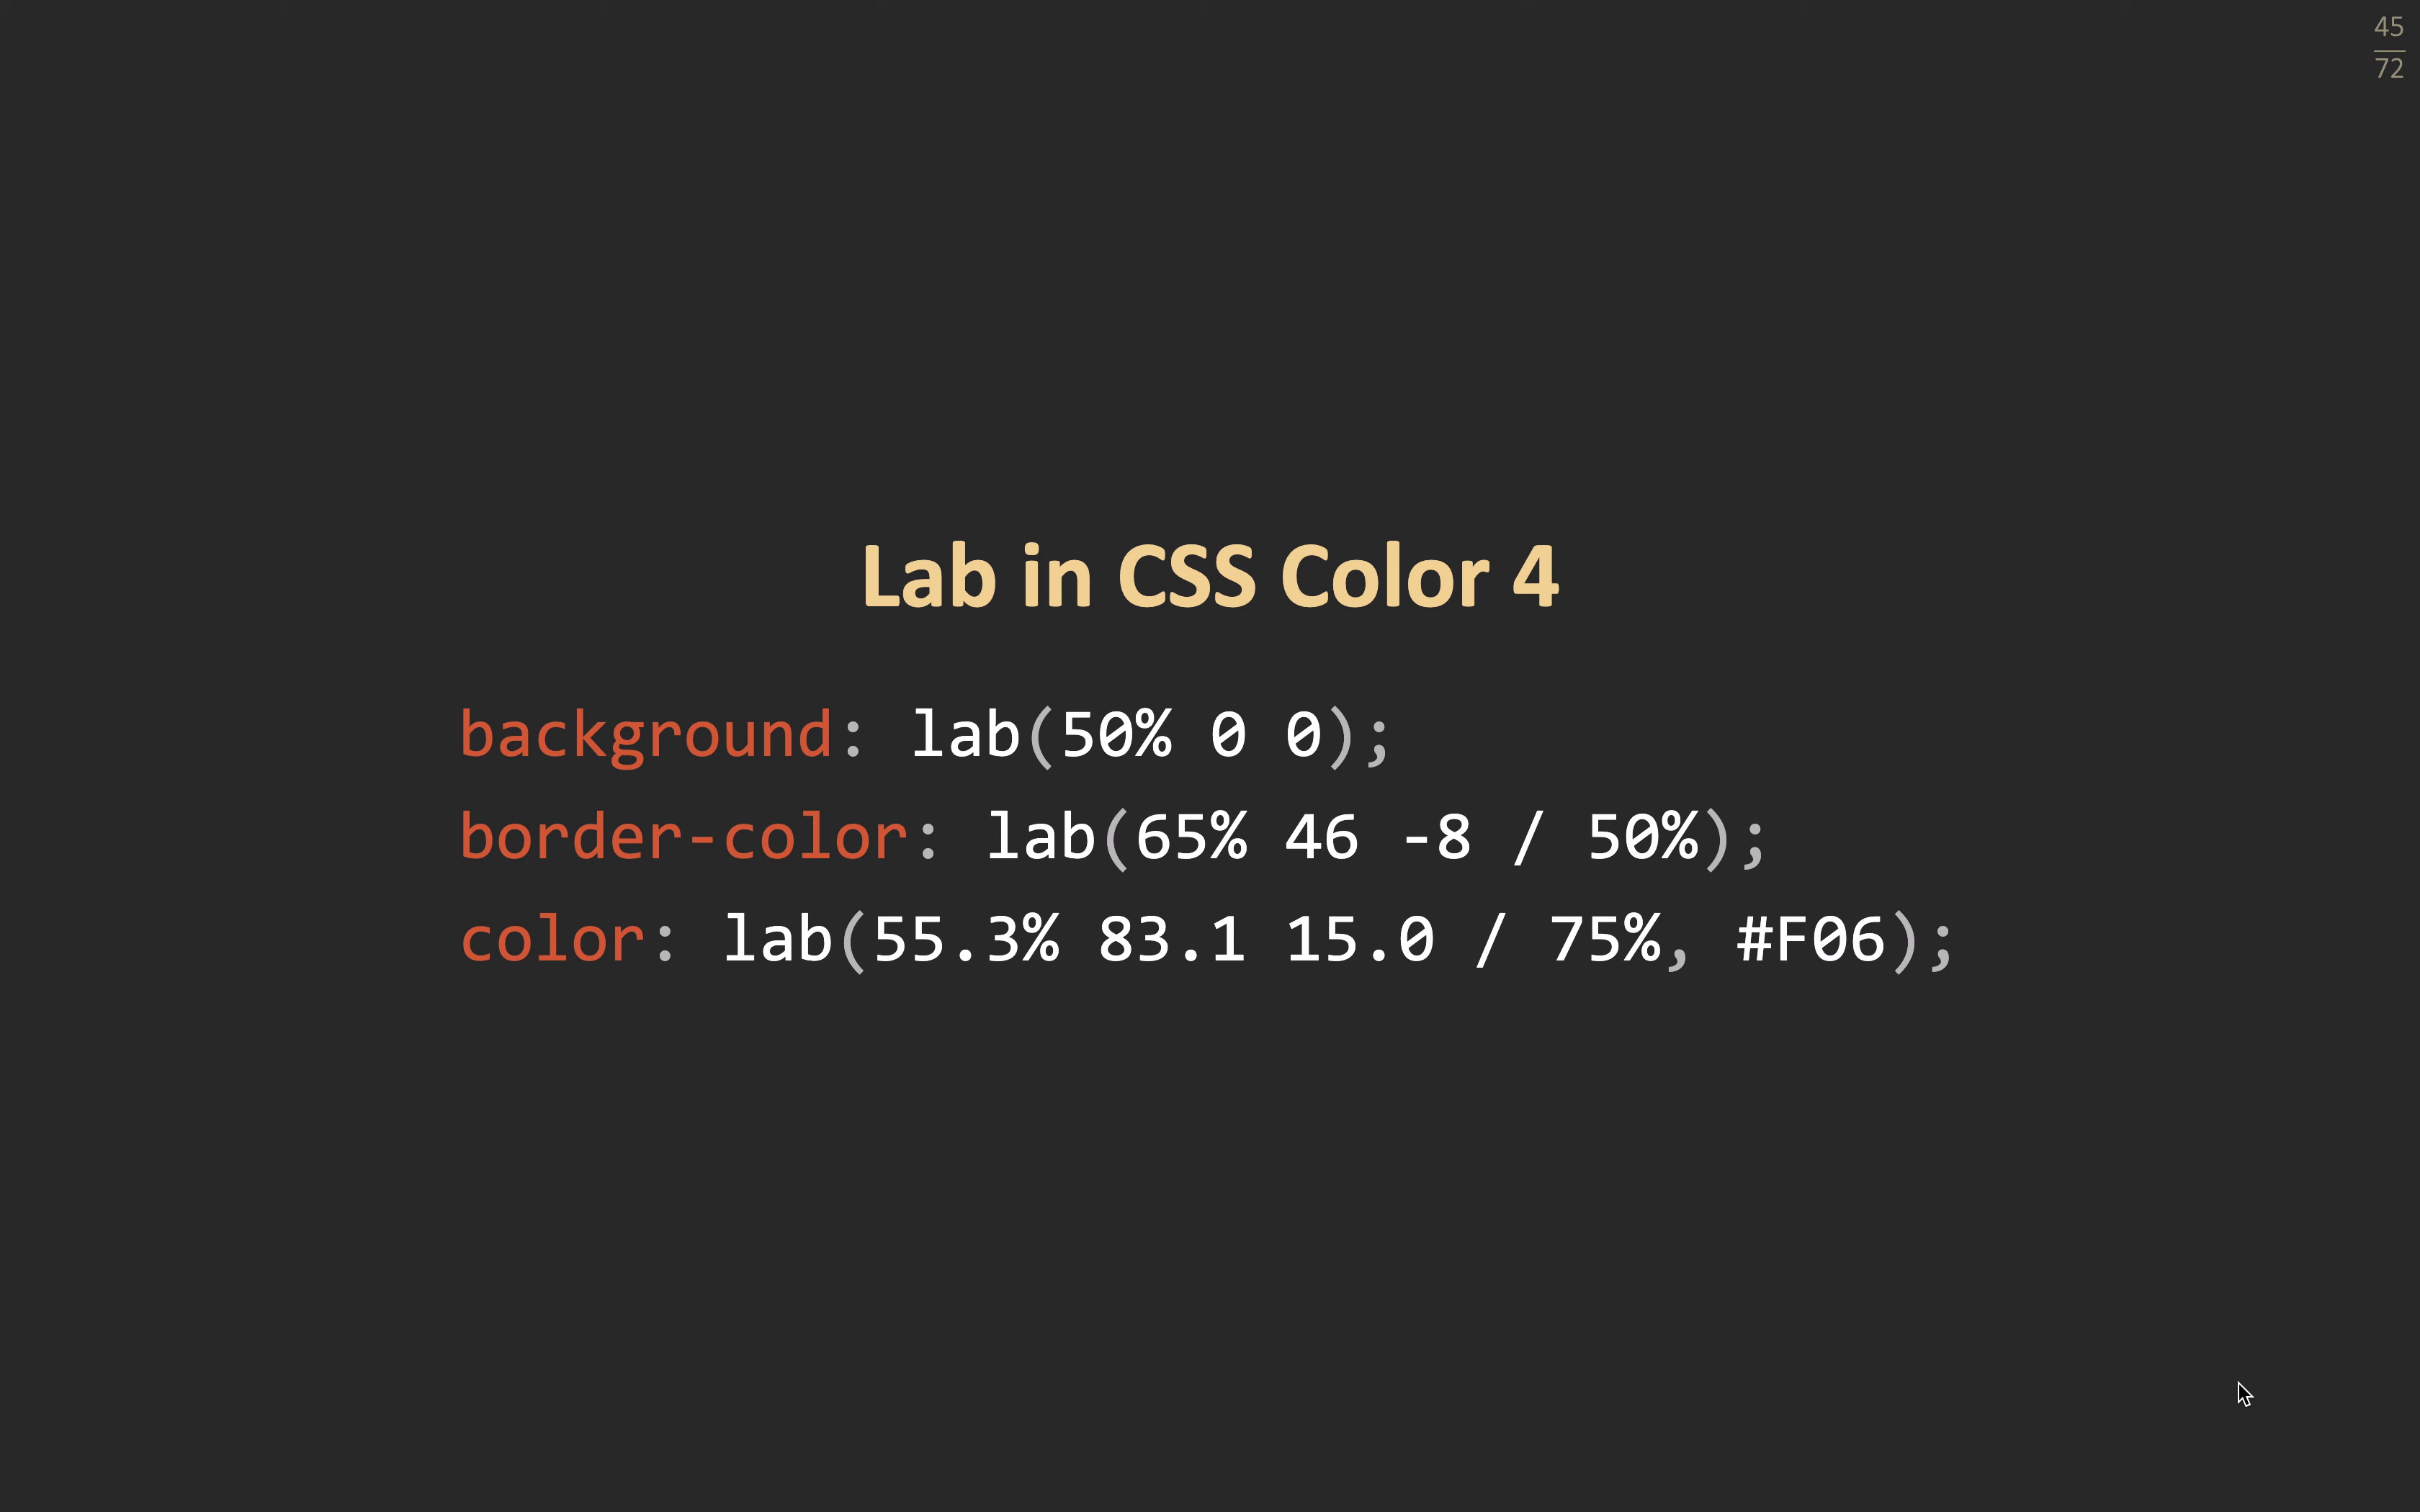 45
72
Lab in CSS Color 4
background: lab(50% 0 0);
border-color: lab(65% 46 -8 / 50%);
color: lab(55.3% 83.1 15.0 / 75%, #F06);